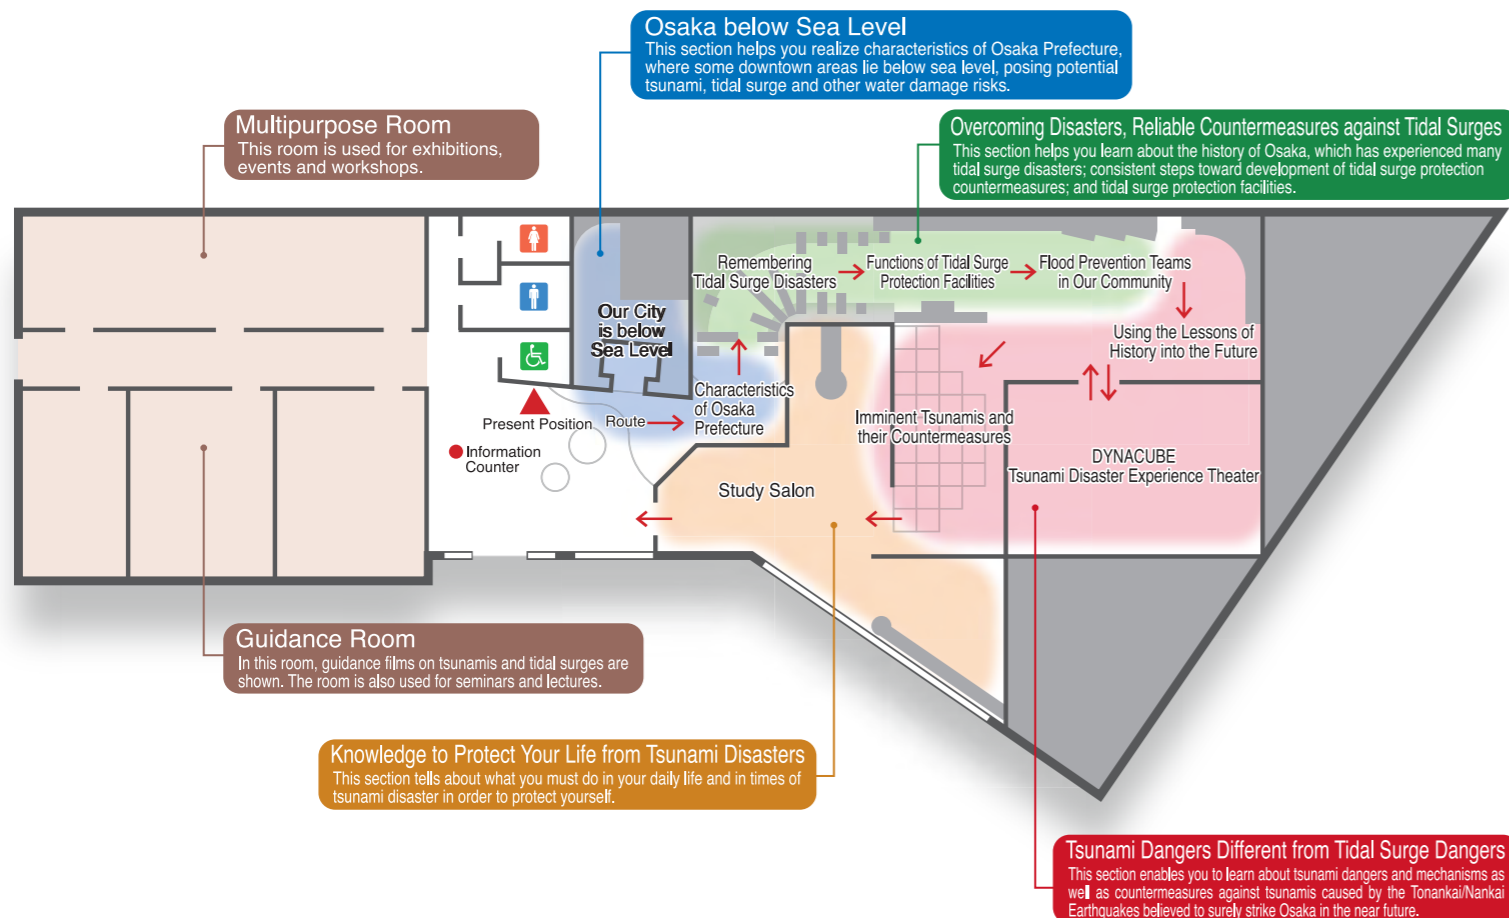 Osaka below Sea Level
This section helps you realize characteristics of Osaka Prefecture,
where some downtown areas lie below sea level, posing potential
tsunami, tidal surge and other water damage risks.
Multipurpose Room
This room is used for exhibitions,
events and workshops.
Overcoming Disasters, Reliable Countermeasures against Tidal Surges
This section helps you learn about the history of Osaka, which has experienced many
tidal surge disasters; consistent steps toward development of tidal surge protection
countermeasures; and tidal surge protection facilities.
Remembering
Tidal Surge Disasters
Functions of Tidal Surge
Protection Facilities
Flood Prevention Teams
in Our Community
Our City
is below
Sea Level
Using the Lessons of
History into the Future
Characteristics
of Osaka
Prefecture
Present Position
Route
Imminent Tsunamis and
their Countermeasures
Information
Counter
DYNACUBE
Tsunami Disaster Experience Theater
Study Salon
Guidance Room
In this room, guidance films on tsunamis and tidal surges are
shown. The room is also used for seminars and lectures.
Knowledge to Protect Your Life from Tsunami Disasters
This section tells about what you must do in your daily life and in times of
tsunami disaster in order to protect yourself.
Tsunami Dangers Different from Tidal Surge Dangers
This section enables you to learn about tsunami dangers and mechanisms as
well as countermeasures against tsunamis caused by the Tonankai/Nankai
Earthquakes believed to surely strike Osaka in the near future.